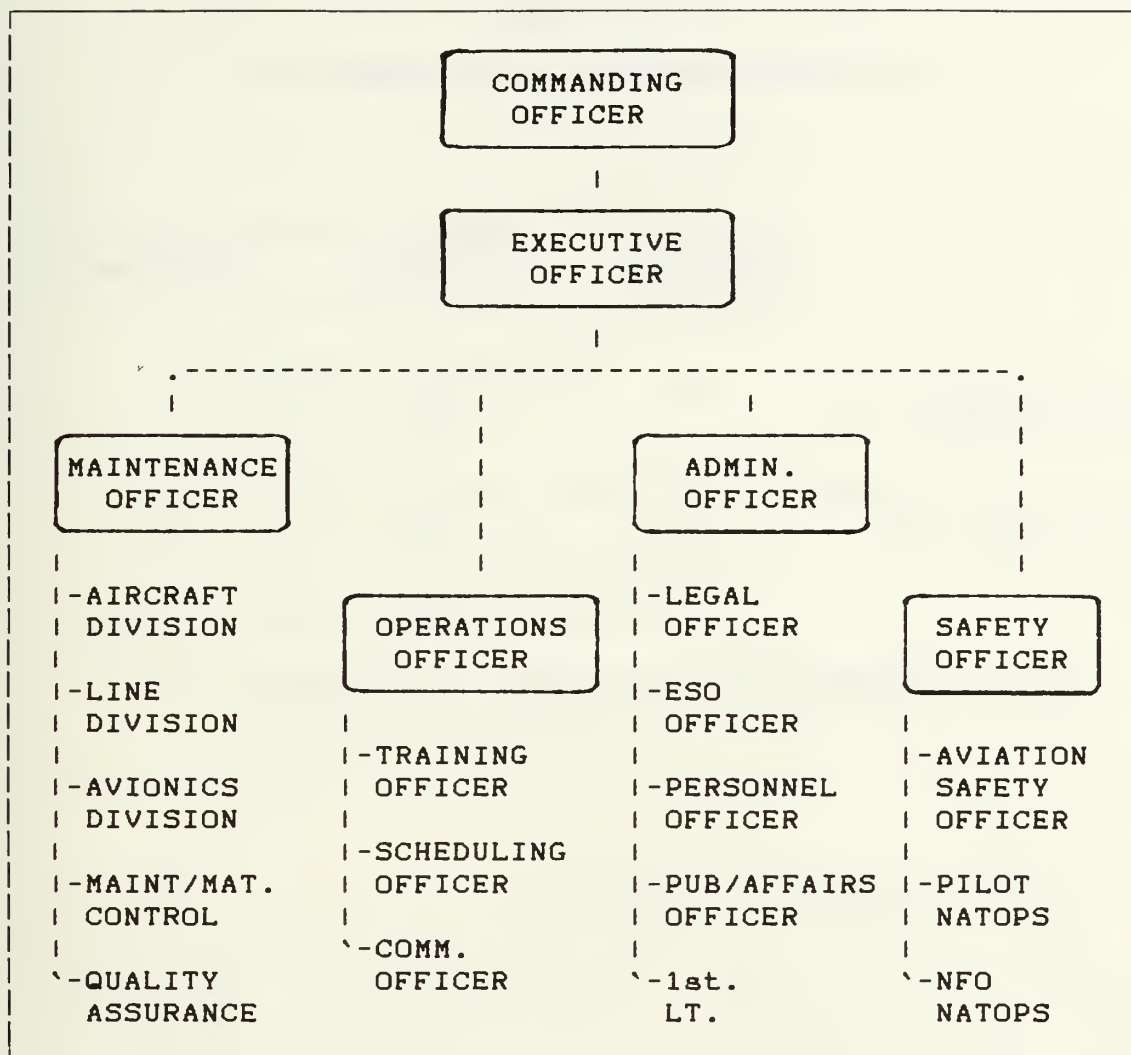 COMMANDING
OFFICER
EXECUTIVE
OFFICER
MAINTENANCE
OFFICER
-AIRCRAFT
DIVISION
-LINE
DIVISION
-AVIONICS
DIVISION
-MAINT/MAT.
CONTROL
-QUALITY
ASSURANCE
OPERATIONS
OFFICER
-TRAINING
OFFICER
-SCHEDULING
OFFICER
-COMM.
OFFICER
ADMIN.
OFFICER
-LEGAL
OFFICER
-ESO
OFFICER
-PERSONNEL
OFFICER
-PUB/AFFAIRS
OFFICER
-1st.
LT.
SAFETY
OFFICER
-AVIATION
SAFETY
OFFICER
-PILOT
NATOPS
-NFO
NATOPS